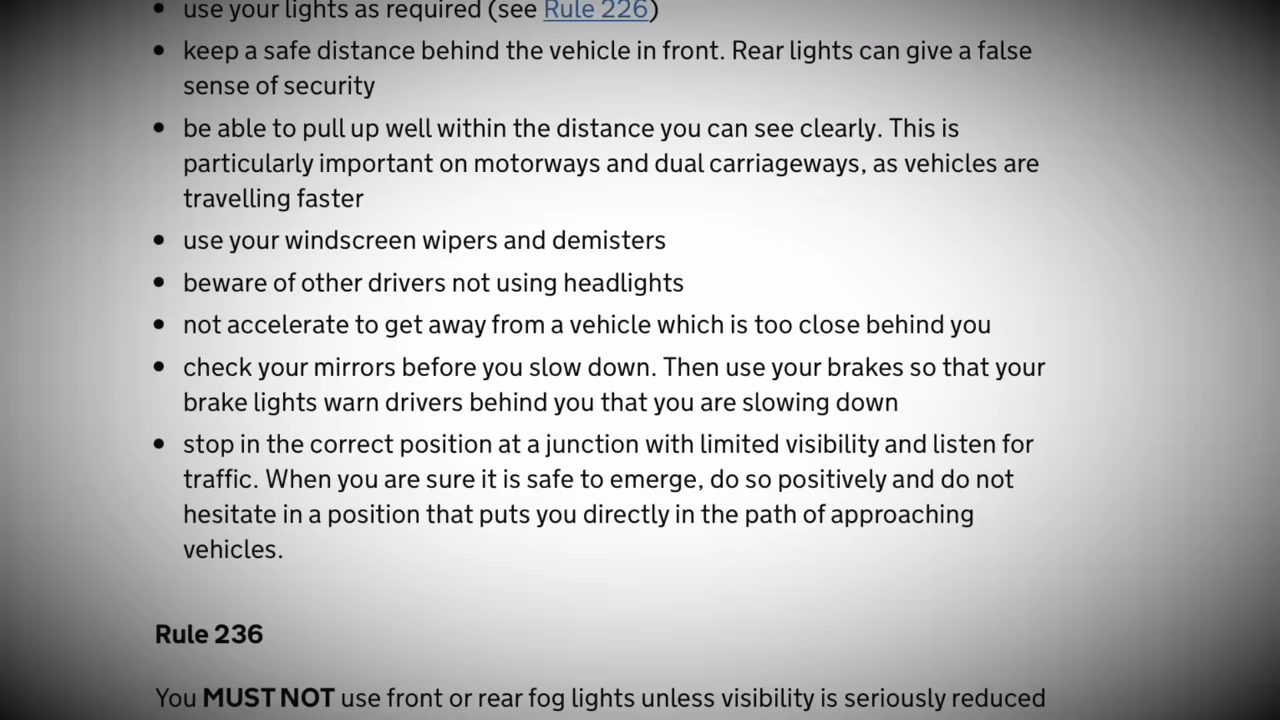 use your lights as required (see Rule 226)
keep a safe distance behind the vehicle in front. Rear lights can give a false
sense of security
be able to pull up well within the distance you can see clearly. This is
particularly important on motorways and dual carriageways, as vehicles are
travelling faster
use your windscreen wipers and demisters
beware of other drivers not using headlights
not accelerate to get away from a vehicle which is too close behind you
check your mirrors before you slow down. Then use your brakes so that your
brake lights warn drivers behind you that you are slowing down
stop in the correct position at a junction with limited visibility and listen for
traffic. When you are sure it is safe to emerge, do so positively and do not
hesitate in a position that puts you directly in the path of approaching
vehicles.
Rule 236
You MUST NOT use front or rear fog lights unless visibility is seriously reduced